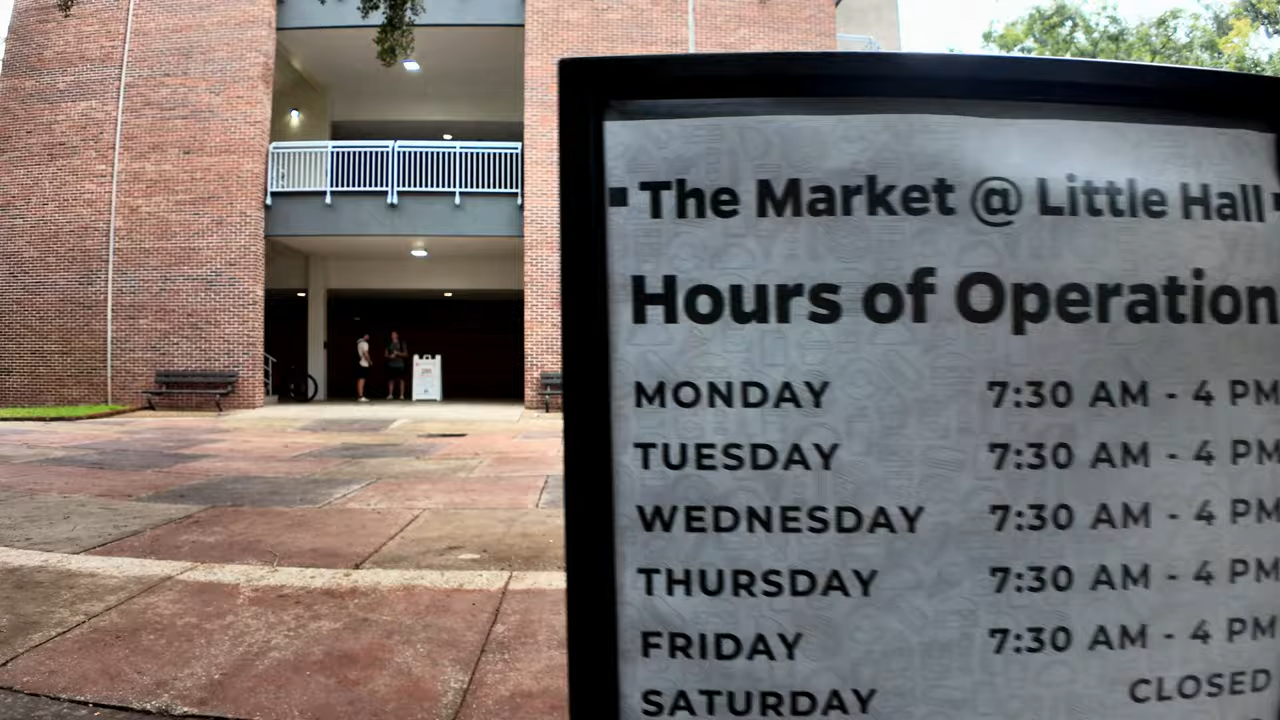 The Market @ Little Hall
Hours of Operation
MONDAY 7:30 AM - 4 PM
TUESDAY 7:30 AM - 4 PM
WEDNESDAY 7:30 AM - 4 PM
THURSDAY 7:30 AM - 4 PM
FRIDAY 7:30 AM - 4 PM
SATURDAY CLOSED